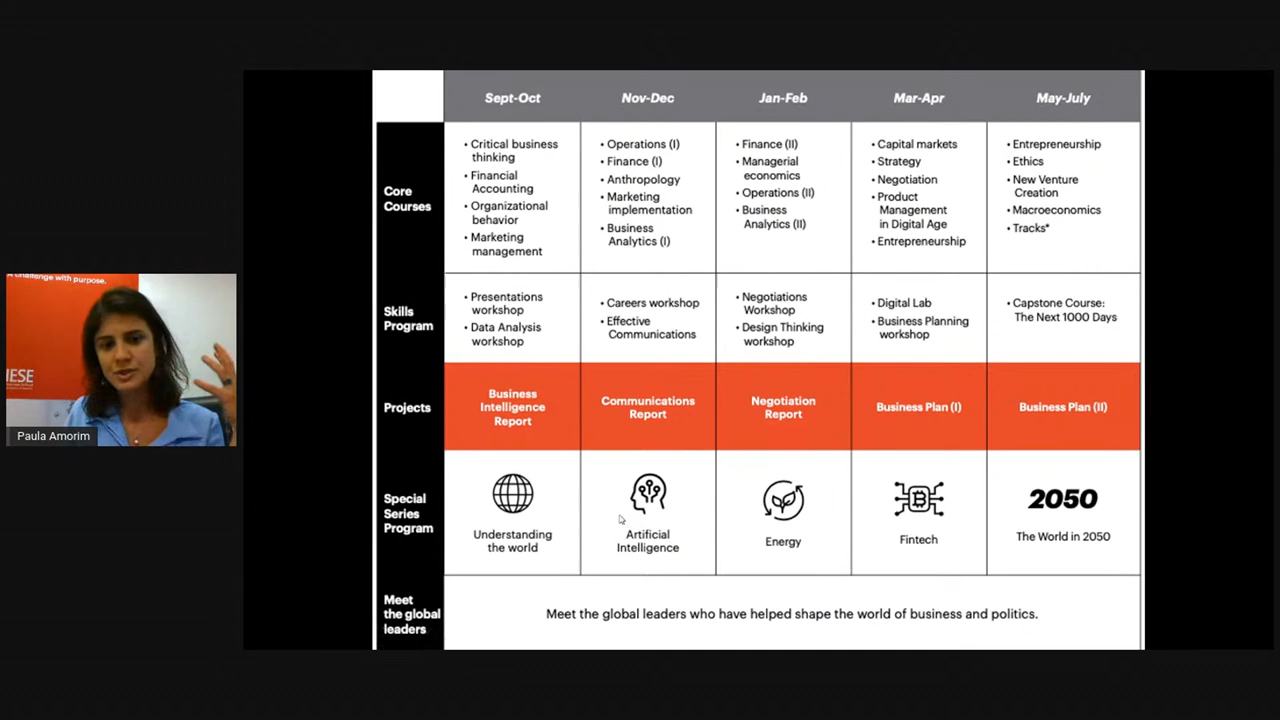 Sept-Oct
Nov-Dec
Jan-Feb
Mar-Apr
May-July
Core
Courses
• Critical business
thinking
• Financial
Accounting
• Organizational
behavior
• Marketing
management
• Operations (I)
• Finance (I)
• Anthropology
• Marketing
implementation
• Business
Analytics (I)
• Finance (II)
• Managerial
economics
• Operations (II)
• Business
Analytics (II)
• Capital markets
• Strategy
• Negotiation
• Product
Management
in Digital Age
• Entrepreneurship
• Entrepreneurship
• Ethics
• New Venture
Creation
• Macroeconomics
• Tracks*
Skills
Program
• Presentations
workshop
• Data Analysis
workshop
• Careers workshop
• Effective
Communications
• Negotiations
Workshop
• Design Thinking
workshop
• Digital Lab
• Business Planning
workshop
• Capstone Course:
The Next 1000 Days
Projects
Business
Intelligence
Report
Communications
Report
Negotiation
Report
Business Plan (I)
Business Plan (II)
Special
Series
Program
Understanding
the world
Artificial
Intelligence
Energy
Fintech
2050
The World in 2050
Meet
the global
leaders
Meet the global leaders who have helped shape the world of business and politics.
A challenge with purpose.
IESE
Paula Amorim